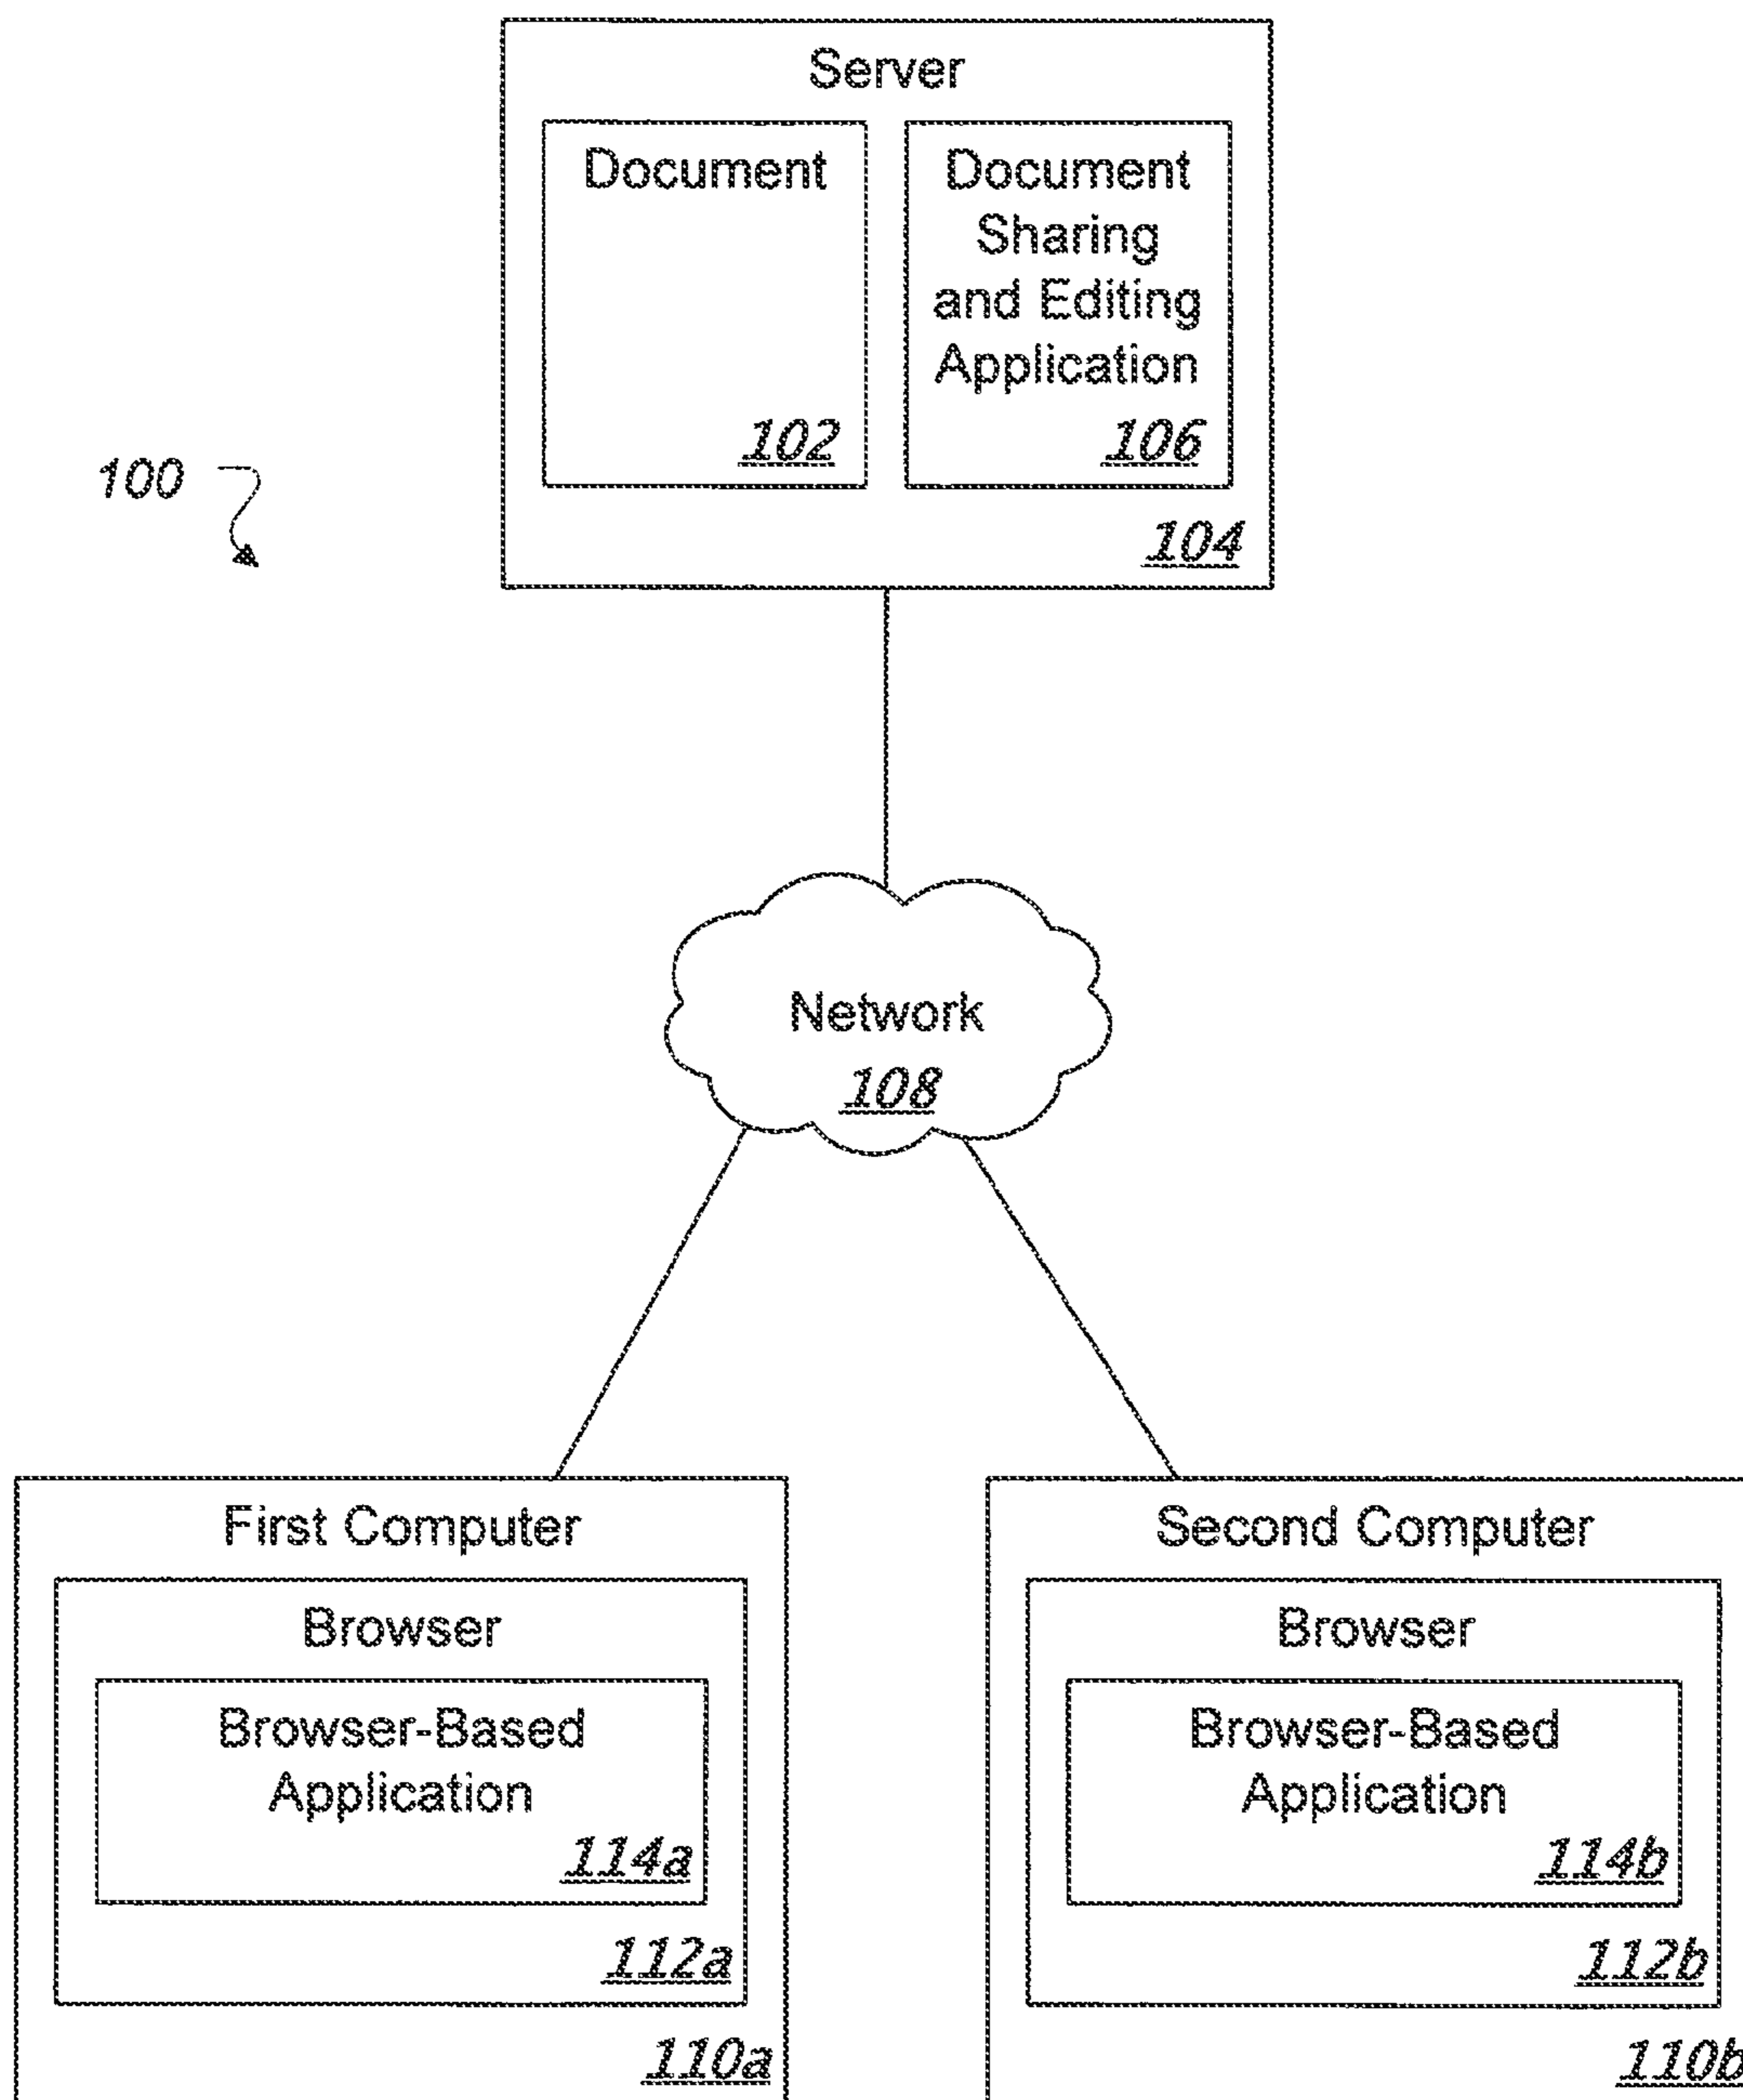 Server
Document
102
Document
Sharing
and Editing
Application
106
104
100
Network
108
First Computer
Browser
Browser-Based
Application
114a
112a
110a
Second Computer
Browser
Browser-Based
Application
114b
112b
110b